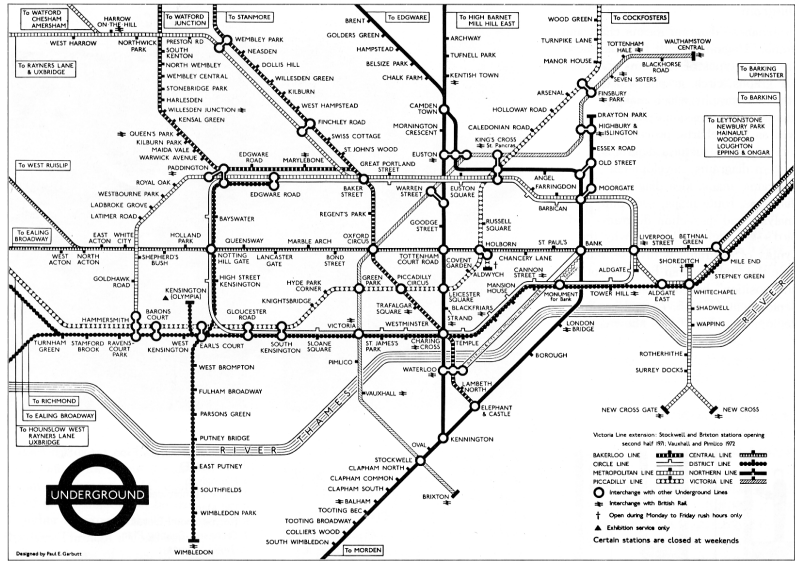 To WATFORD
CHESHAM
AMERSHAM
HARROW
ON THE HILL
To WATFORD
JUNCTION
To STANMORE
To EDGWARE
To HIGH BARNET
MILL HILL EAST
To COCKFOSTERS
WEST HARROW
NORTHWICK
PARK
PRESTON RD
SOUTH
KENTON
NORTH WEMBLEY
WEMBLEY CENTRAL
STONEBRIDGE PARK
HARLESDEN
WILLESDEN JUNCTION
KENSAL GREEN
QUEEN'S PARK
KILBURN PARK
MAIDA VALE
WARWICK AVENUE
PADDINGTON
WEMBLEY PARK
NEASDEN
DOLLIS HILL
WILLESDEN GREEN
KILBURN
WEST HAMPSTEAD
FINCHLEY ROAD
SWISS COTTAGE
ST JOHN'S WOOD
BRENT
GOLDERS GREEN
HAMPSTEAD
BELSIZE PARK
CHALK FARM
ARCHWAY
TUFNELL PARK
KENTISH TOWN
CAMDEN
TOWN
MORNINGTON
CRESCENT
EUSTON
WOOD GREEN
TURNPIKE LANE
MANOR HOUSE
ARSENAL
HOLLOWAY ROAD
CALEDONIAN ROAD
KINGS CROSS
St Pancras
TOTTENHAM
HALE
WALTHAMSTOW
CENTRAL
BLACKHORSE
ROAD
SEVEN SISTERS
FINSBURY
PARK
DRAYTON PARK
HIGHBURY &
ISLINGTON
ESSEX ROAD
OLD STREET
ANGEL
MOORGATE
To BARKING
UPMINSTER
To BARKING
To LEYTONSTONE
NEWBURY PARK
HAINAULT
WOODFORD
LOUGHTON
EPPING & ONGAR
To RAYNERS LANE
& UXBRIDGE
To WEST RUISLIP
To EALING
BROADWAY
ROYAL OAK
WESTBOURNE PARK
LADBROKE GROVE
LATIMER ROAD
EDGWARE
ROAD
MARYLEBONE
EDGWARE ROAD
GREAT PORTLAND
STREET
BAKER
STREET
WARREN
STREET
EUSTON
SQUARE
FARRINGDON
BARBICAN
BAYSWATER
REGENT'S PARK
GOODGE
STREET
RUSSELL
SQUARE
LIVERPOOL
STREET
BETHNAL
GREEN
EAST
ACTON
WHITE
CITY
HOLLAND
PARK
QUEENSWAY
MARBLE ARCH
OXFORD
CIRCUS
HOLBORN
ST PAUL'S
BANK
MILE END
WEST
ACTON
NORTH
ACTON
SHEPHERD'S
BUSH
NOTTING
HILL GATE
LANCASTER
GATE
BOND
STREET
TOTTENHAM
COURT ROAD
COVENT
GARDEN
CHANCERY LANE
ALDWYCH
CANNON
STREET
ALDGATE
SHOREDITCH
STEPNEY GREEN
GOLDHAWK
ROAD
KENSINGTON
(OLYMPIA)
HIGH STREET
KENSINGTON
HYDE PARK
CORNER
GREEN
PARK
PICCADILLY
CIRCUS
LEICESTER
SQUARE
MANSION
HOUSE
MONUMENT
for Bank
TOWER HILL
ALDGATE
EAST
WHITECHAPEL
KNIGHTSBRIDGE
TRAFALGAR
SQUARE
BLACKFRIARS
STRAND
SHADWELL
WAPPING
HAMMERSMITH
BARONS
COURT
GLOUCESTER
ROAD
VICTORIA
WESTMINSTER
TEMPLE
LONDON
BRIDGE
TURNHAM
GREEN
STAMFORD
BROOK
RAVENS-
COURT
PARK
WEST
KENSINGTON
EARL'S COURT
SOUTH
KENSINGTON
SLOANE
SQUARE
ST JAMES'S
PARK
CHARING
CROSS
WATERLOO
BOROUGH
ROTHERHITHE
SURREY DOCKS
WEST BROMPTON
FULHAM BROADWAY
PARSONS GREEN
PUTNEY BRIDGE
EAST PUTNEY
SOUTHFIELDS
WIMBLEDON PARK
WIMBLEDON
PIMLICO
VAUXHALL
LAMBETH
NORTH
ELEPHANT
& CASTLE
KENNINGTON
OVAL
STOCKWELL
BRIXTON
CLAPHAM NORTH
CLAPHAM COMMON
CLAPHAM SOUTH
BALHAM
TOOTING BEC
TOOTING BROADWAY
COLLIER'S WOOD
SOUTH WIMBLEDON
To MORDEN
NEW CROSS GATE
NEW CROSS
To RICHMOND
To EALING BROADWAY
To HOUNSLOW WEST
RAYNERS LANE
UXBRIDGE
RIVER THAMES
RIVER
UNDERGROUND
Designed by Paul E. Garbutt
Victoria Line extension: Stockwell and Brixton stations opening
second half 1971; Vauxhall and Pimlico 1972
BAKERLOO LINE
CENTRAL LINE
CIRCLE LINE
DISTRICT LINE
METROPOLITAN LINE
NORTHERN LINE
PICCADILLY LINE
VICTORIA LINE
Interchange with other Underground Lines
Interchange with British Rail
† Open during Monday to Friday rush hours only
▲ Exhibition service only
Certain stations are closed at weekends